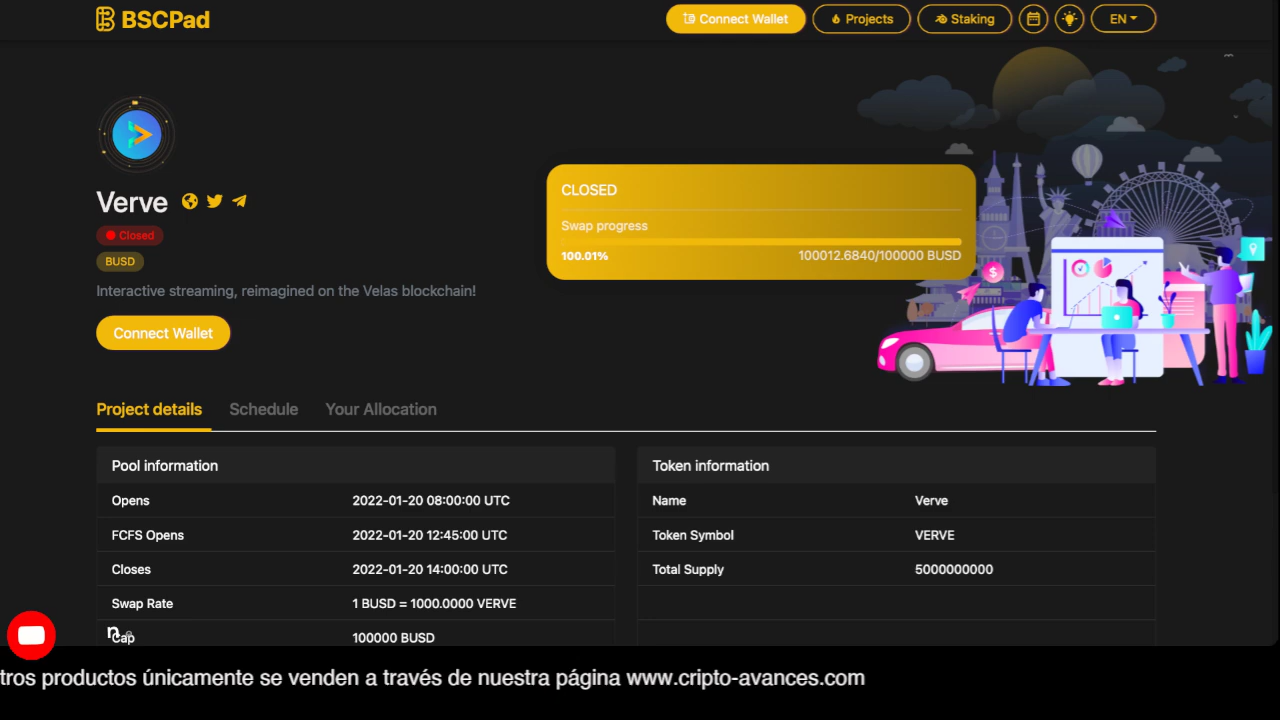 BSCPad
Connect Wallet
Projects
Staking
EN
Verve
Closed
BUSD
Interactive streaming, reimagined on the Velas blockchain!
Connect Wallet
CLOSED
Swap progress
100.01% 100012.6840/100000 BUSD
Project details Schedule Your Allocation
Pool information
Opens 2022-01-20 08:00:00 UTC
FCFS Opens 2022-01-20 12:45:00 UTC
Closes 2022-01-20 14:00:00 UTC
Swap Rate 1 BUSD = 1000.0000 VERVE
Cap 100000 BUSD
Token information
Name Verve
Token Symbol VERVE
Total Supply 5000000000
tros productos únicamente se venden a través de nuestra página www.cripto-avances.com